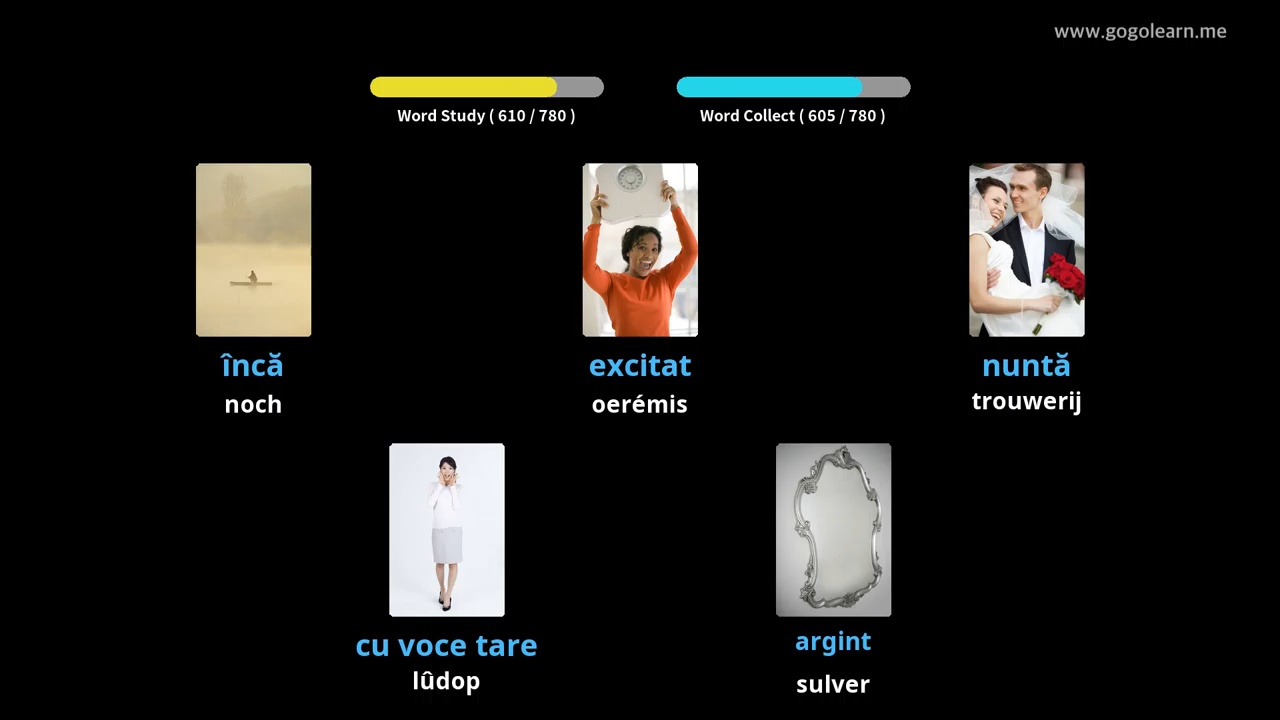 www.gogolearn.me
Word Study ( 610 / 780 )
Word Collect ( 605 / 780 )
încă
noch
excitat
oerémis
nuntă
trouwerij
cu voce tare
lûdop
argint
sulver